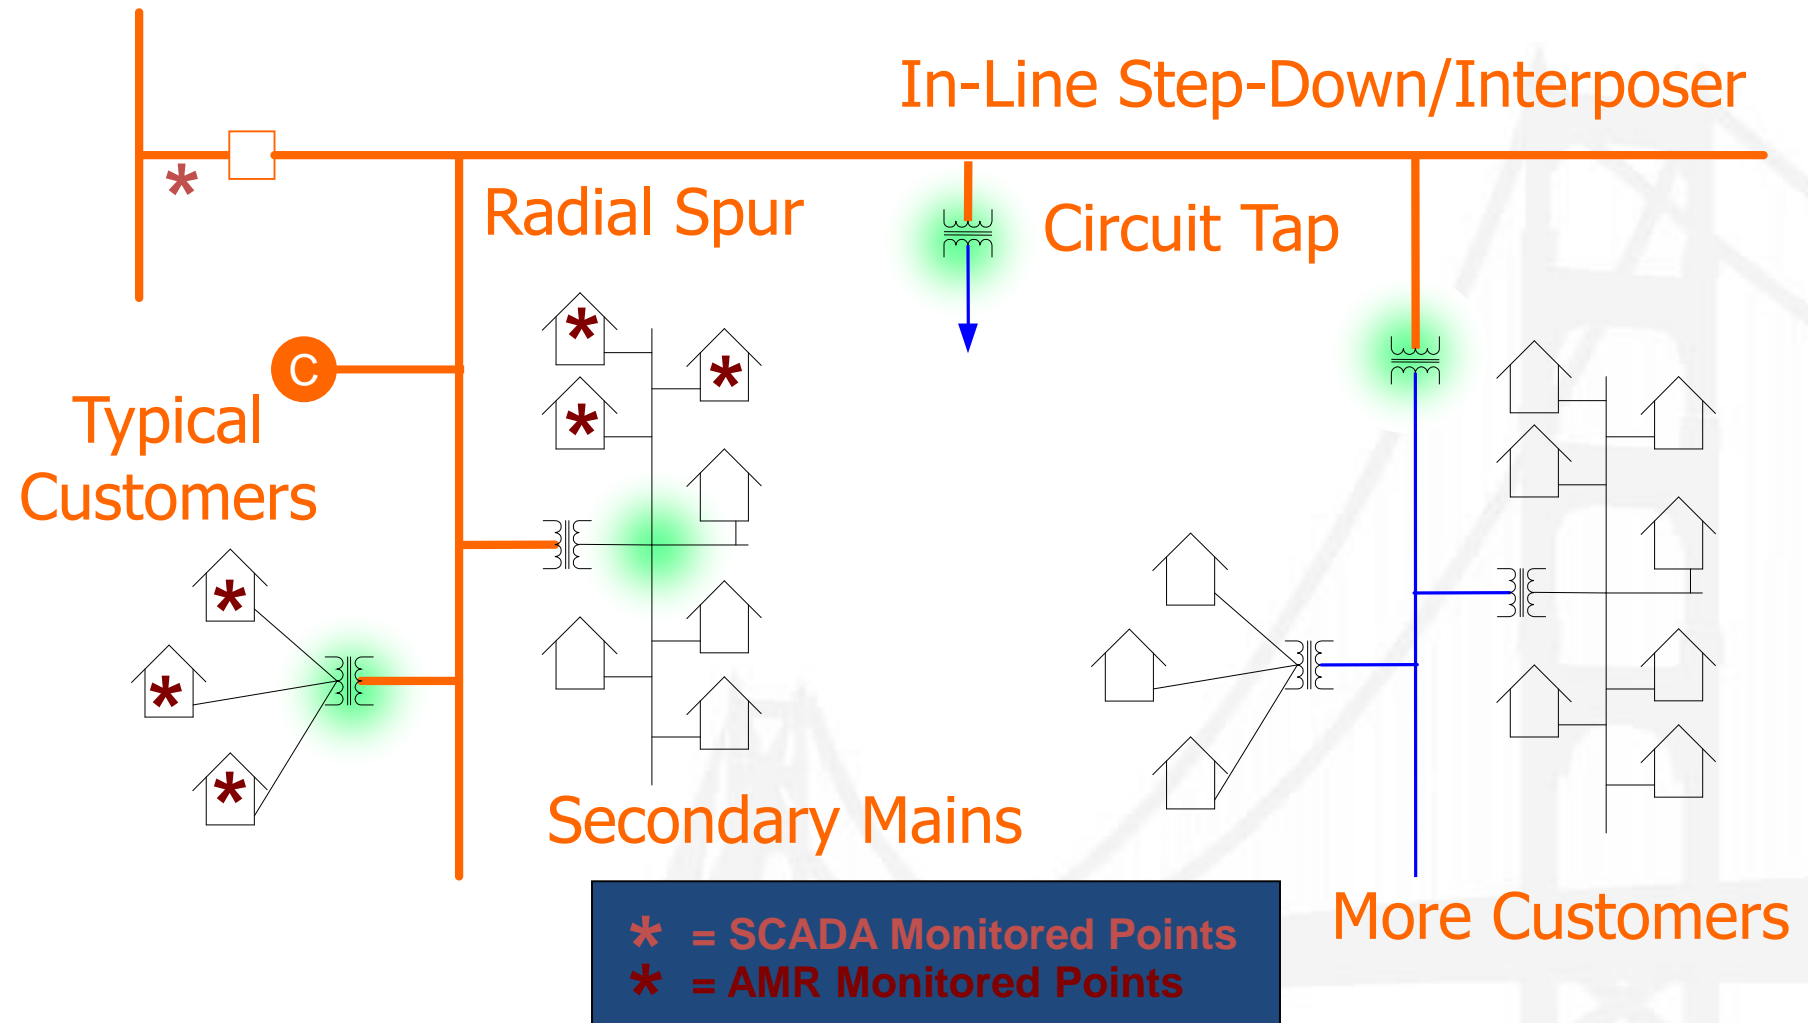 In-Line Step-Down/Interposer
*
Radial Spur
Circuit Tap
*
*
*
C
Typical
Customers
*
*
*
Secondary Mains
More Customers
* = SCADA Monitored Points
* = AMR Monitored Points